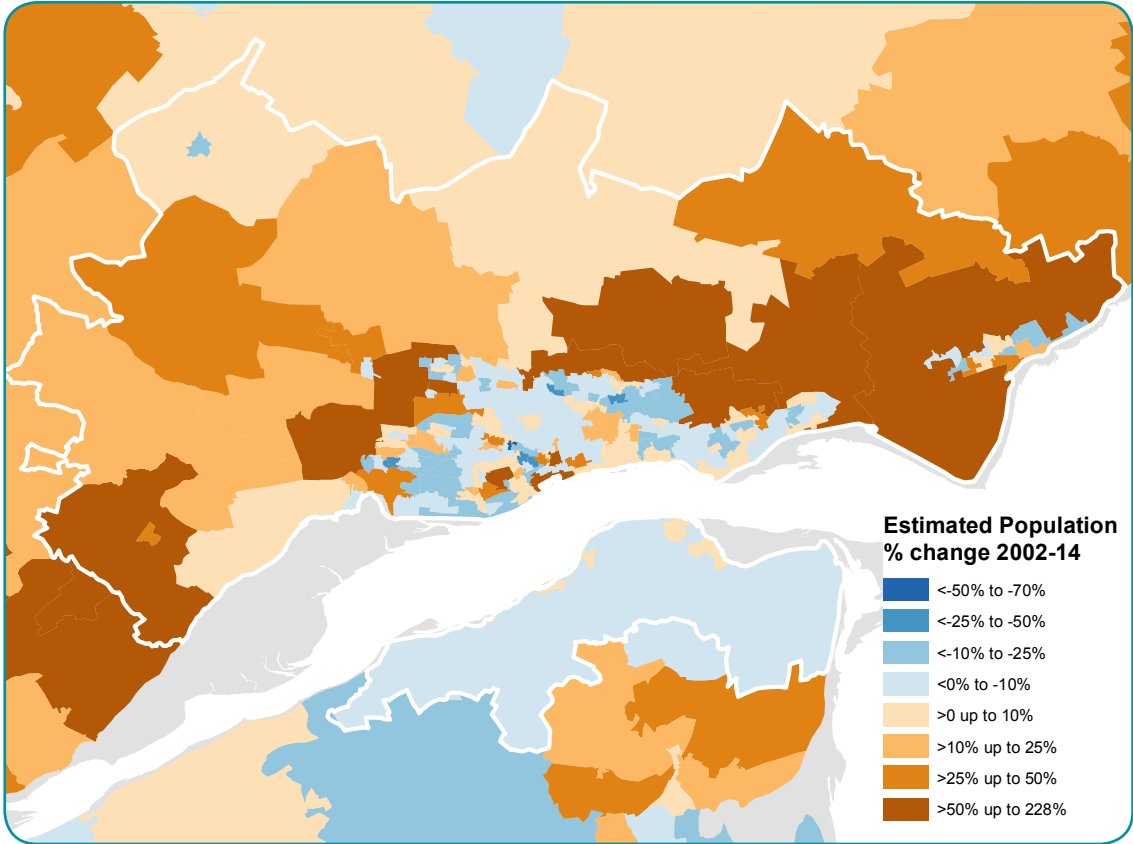 Estimated Population
% change 2002-14
<-50% to -70%
<-25% to -50%
<-10% to -25%
<0% to -10%
>0 up to 10%
>10% up to 25%
>25% up to 50%
>50% up to 228%